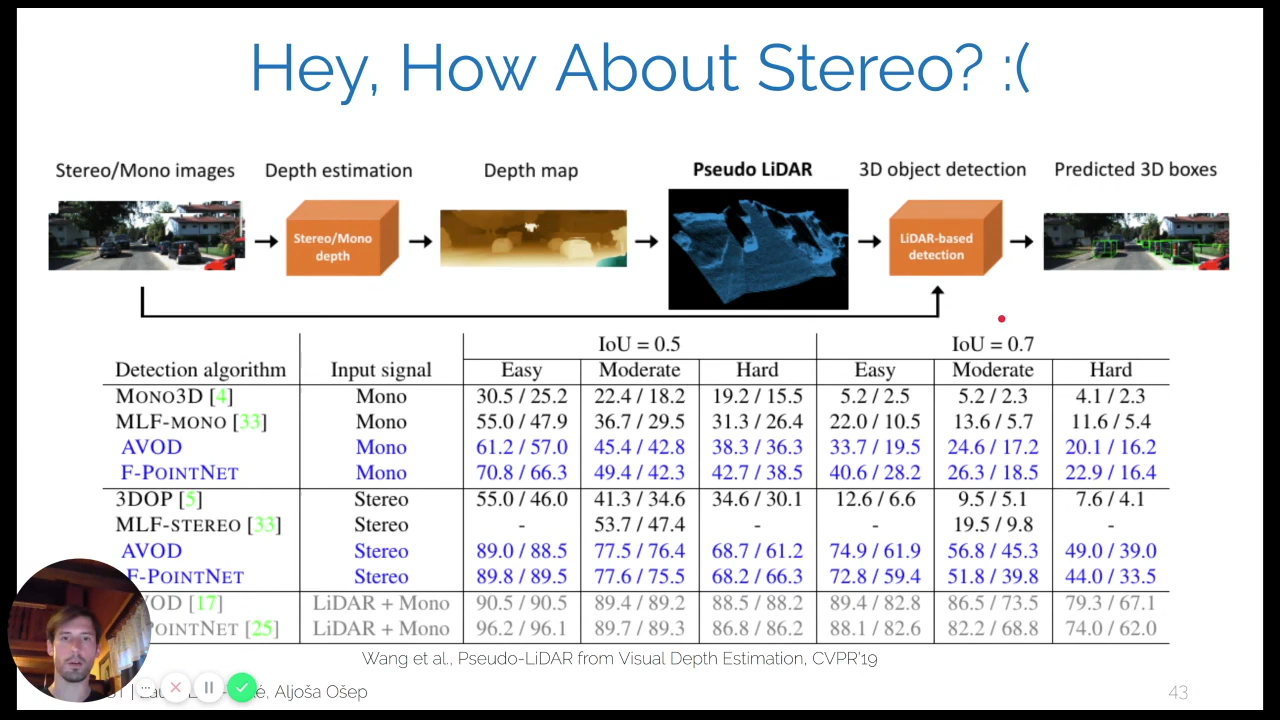 Hey, How About Stereo? :(
Stereo/Mono images Depth estimation Depth map Pseudo LiDAR 3D object detection Predicted 3D boxes
Stereo/Mono
depth
LiDAR-based
detection
IoU = 0.5 IoU = 0.7
Detection algorithm Input signal Easy Moderate Hard Easy Moderate Hard
MONO3D [4] Mono 30.5 / 25.2 22.4 / 18.2 19.2 / 15.5 5.2 / 2.5 5.2 / 2.3 4.1 / 2.3
MLF-MONO [33] Mono 55.0 / 47.9 36.7 / 29.5 31.3 / 26.4 22.0 / 10.5 13.6 / 5.7 11.6 / 5.4
AVOD Mono 61.2 / 57.0 45.4 / 42.8 38.3 / 36.3 33.7 / 19.5 24.6 / 17.2 20.1 / 16.2
F-POINTNET Mono 70.8 / 66.3 49.4 / 42.3 42.7 / 38.5 40.6 / 28.2 26.3 / 18.5 22.9 / 16.4
3DOP [5] Stereo 55.0 / 46.0 41.3 / 34.6 34.6 / 30.1 12.6 / 6.6 9.5 / 5.1 7.6 / 4.1
MLF-STEREO [33] Stereo - 53.7 / 47.4 - - 19.5 / 9.8 -
AVOD Stereo 89.0 / 88.5 77.5 / 76.4 68.7 / 61.2 74.9 / 61.9 56.8 / 45.3 49.0 / 39.0
F-POINTNET Stereo 89.8 / 89.5 77.6 / 75.5 68.2 / 66.3 72.8 / 59.4 51.8 / 39.8 44.0 / 33.5
VOD [17] LiDAR + Mono 90.5 / 90.5 89.4 / 89.2 88.5 / 88.2 89.4 / 82.8 86.5 / 73.5 79.3 / 67.1
POINTNET [25] LiDAR + Mono 96.2 / 96.1 89.7 / 89.3 86.8 / 86.2 88.1 / 82.6 82.2 / 68.8 74.0 / 62.0
Wang et al., Pseudo-LiDAR from Visual Depth Estimation, CVPR'19
Aljoša Ošep
43